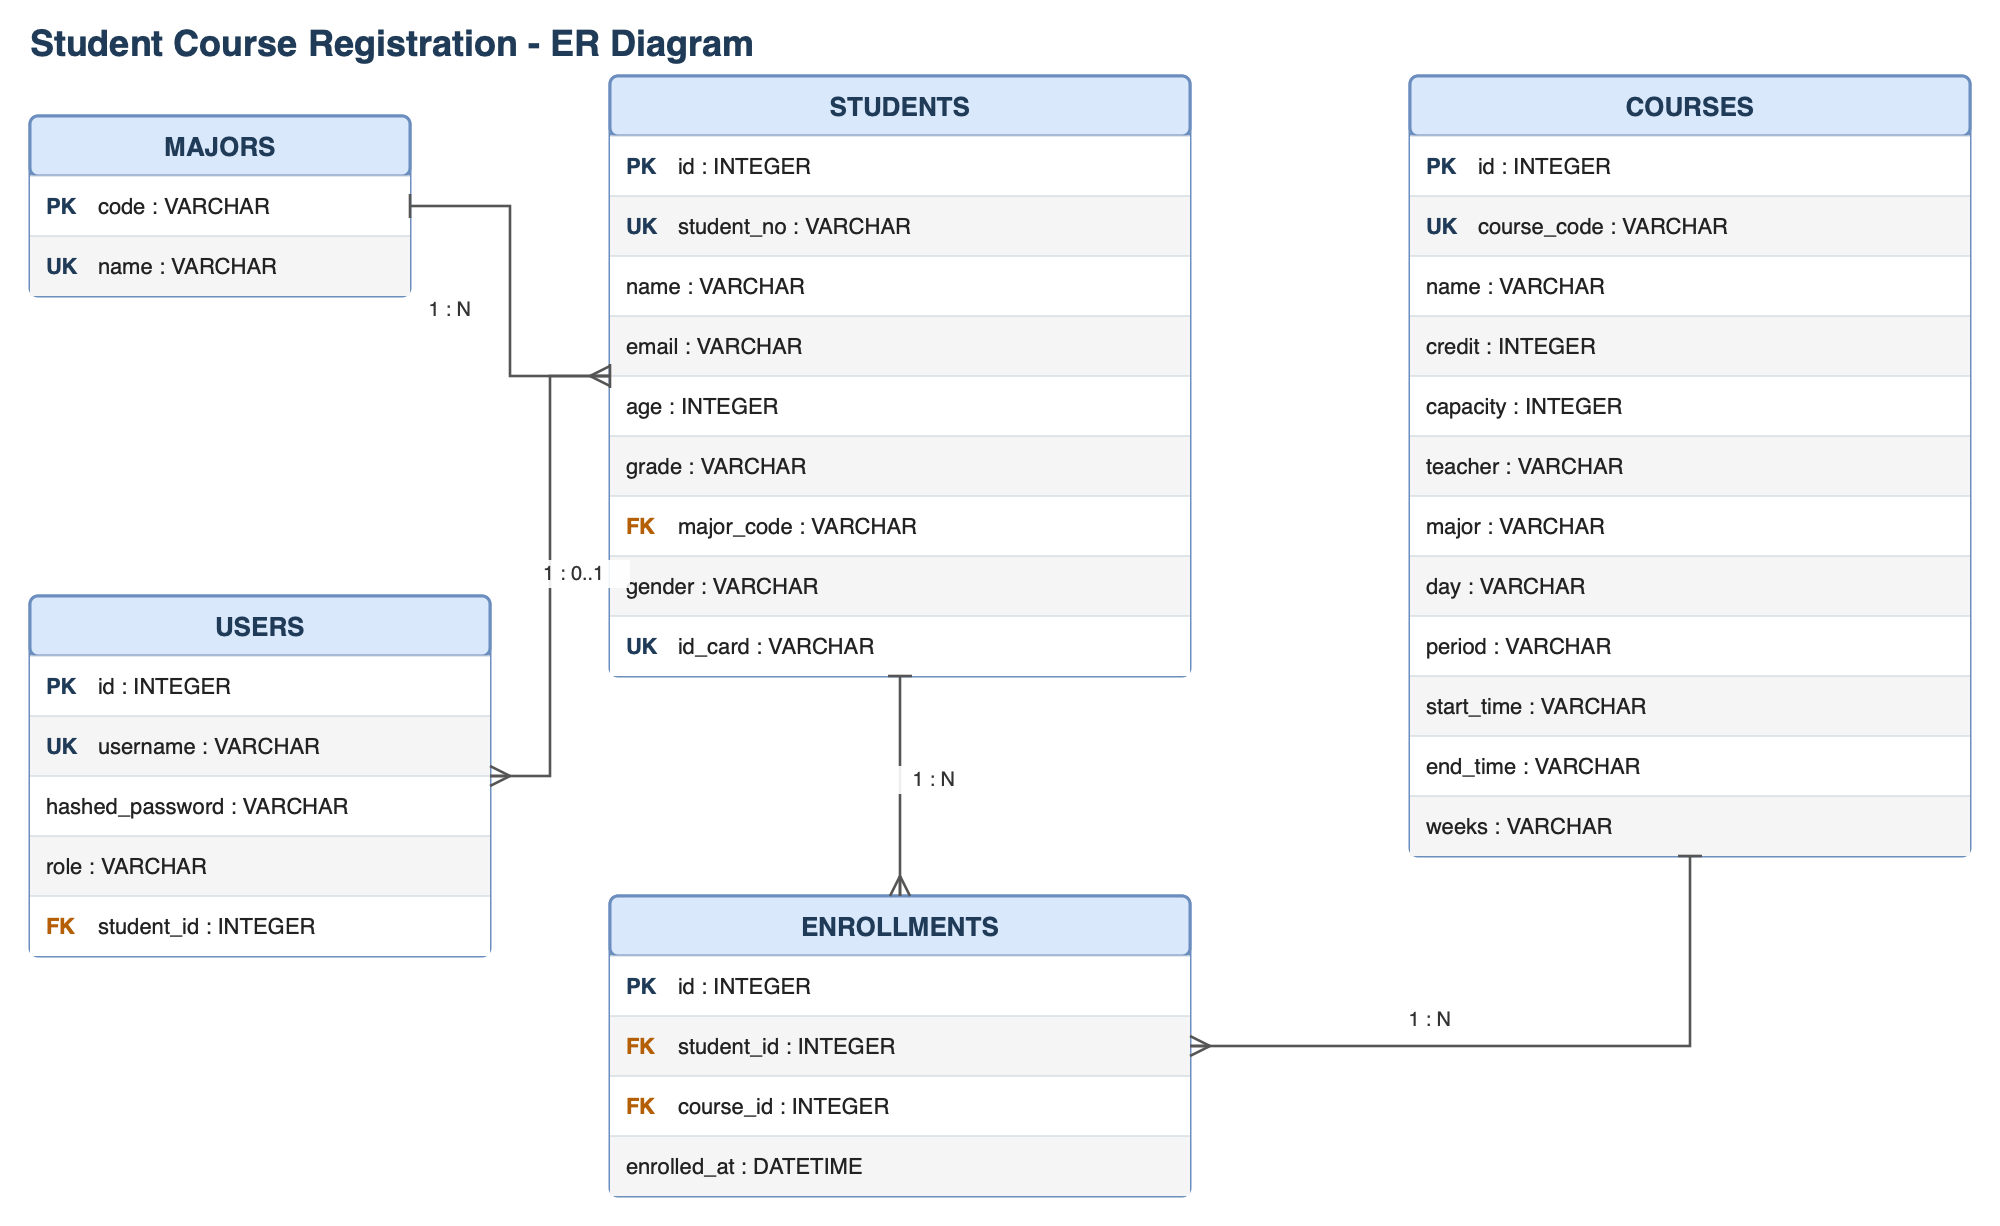 Student Course Registration - ER Diagram
MAJORS
PK code : VARCHAR
UK name : VARCHAR
1 : N
STUDENTS
PK id : INTEGER
UK student_no : VARCHAR
name : VARCHAR
email : VARCHAR
age : INTEGER
grade : VARCHAR
FK major_code : VARCHAR
gender : VARCHAR
UK id_card : VARCHAR
COURSES
PK id : INTEGER
UK course_code : VARCHAR
name : VARCHAR
credit : INTEGER
capacity : INTEGER
teacher : VARCHAR
major : VARCHAR
day : VARCHAR
period : VARCHAR
start_time : VARCHAR
end_time : VARCHAR
weeks : VARCHAR
1 : 0..1
USERS
PK id : INTEGER
UK username : VARCHAR
hashed_password : VARCHAR
role : VARCHAR
FK student_id : INTEGER
1 : N
ENROLLMENTS
PK id : INTEGER
FK student_id : INTEGER
FK course_id : INTEGER
enrolled_at : DATETIME
1 : N